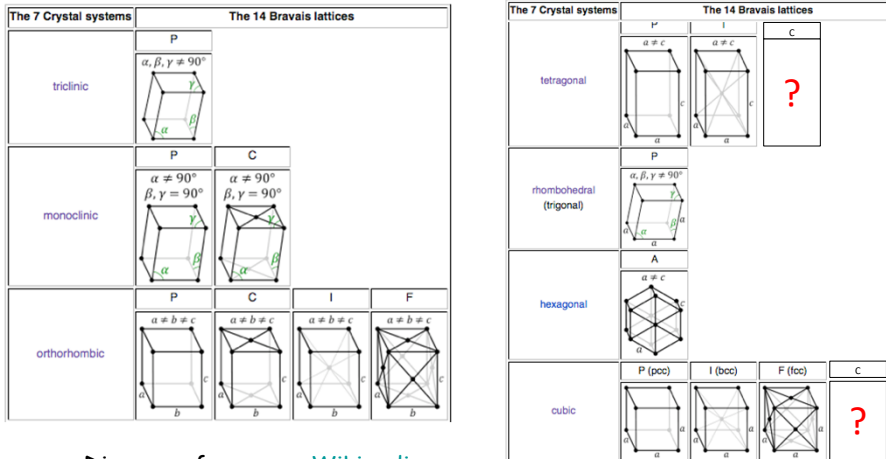 The 7 Crystal systems The 14 Bravais lattices
P
α, β, γ ≠ 90°
triclinic
γ
β
α
P C
α ≠ 90° α ≠ 90°
β, γ = 90° β, γ = 90°
monoclinic
γ γ
β β
α α
P C I F
a ≠ b ≠ c a ≠ b ≠ c a ≠ b ≠ c a ≠ b ≠ c
orthorhombic
c c c c
a a a a
b b b b
The 7 Crystal systems The 14 Bravais lattices
P I C
a ≠ c a ≠ c
tetragonal
?
c c
a a
a a
P
α, β, γ ≠ 90°
rhombohedral
(trigonal)
γ
β a
a α
a
A
a ≠ c
hexagonal
c
a
P (pcc) I (bcc) F (fcc) C
cubic
?
a a a
a a a
a a a